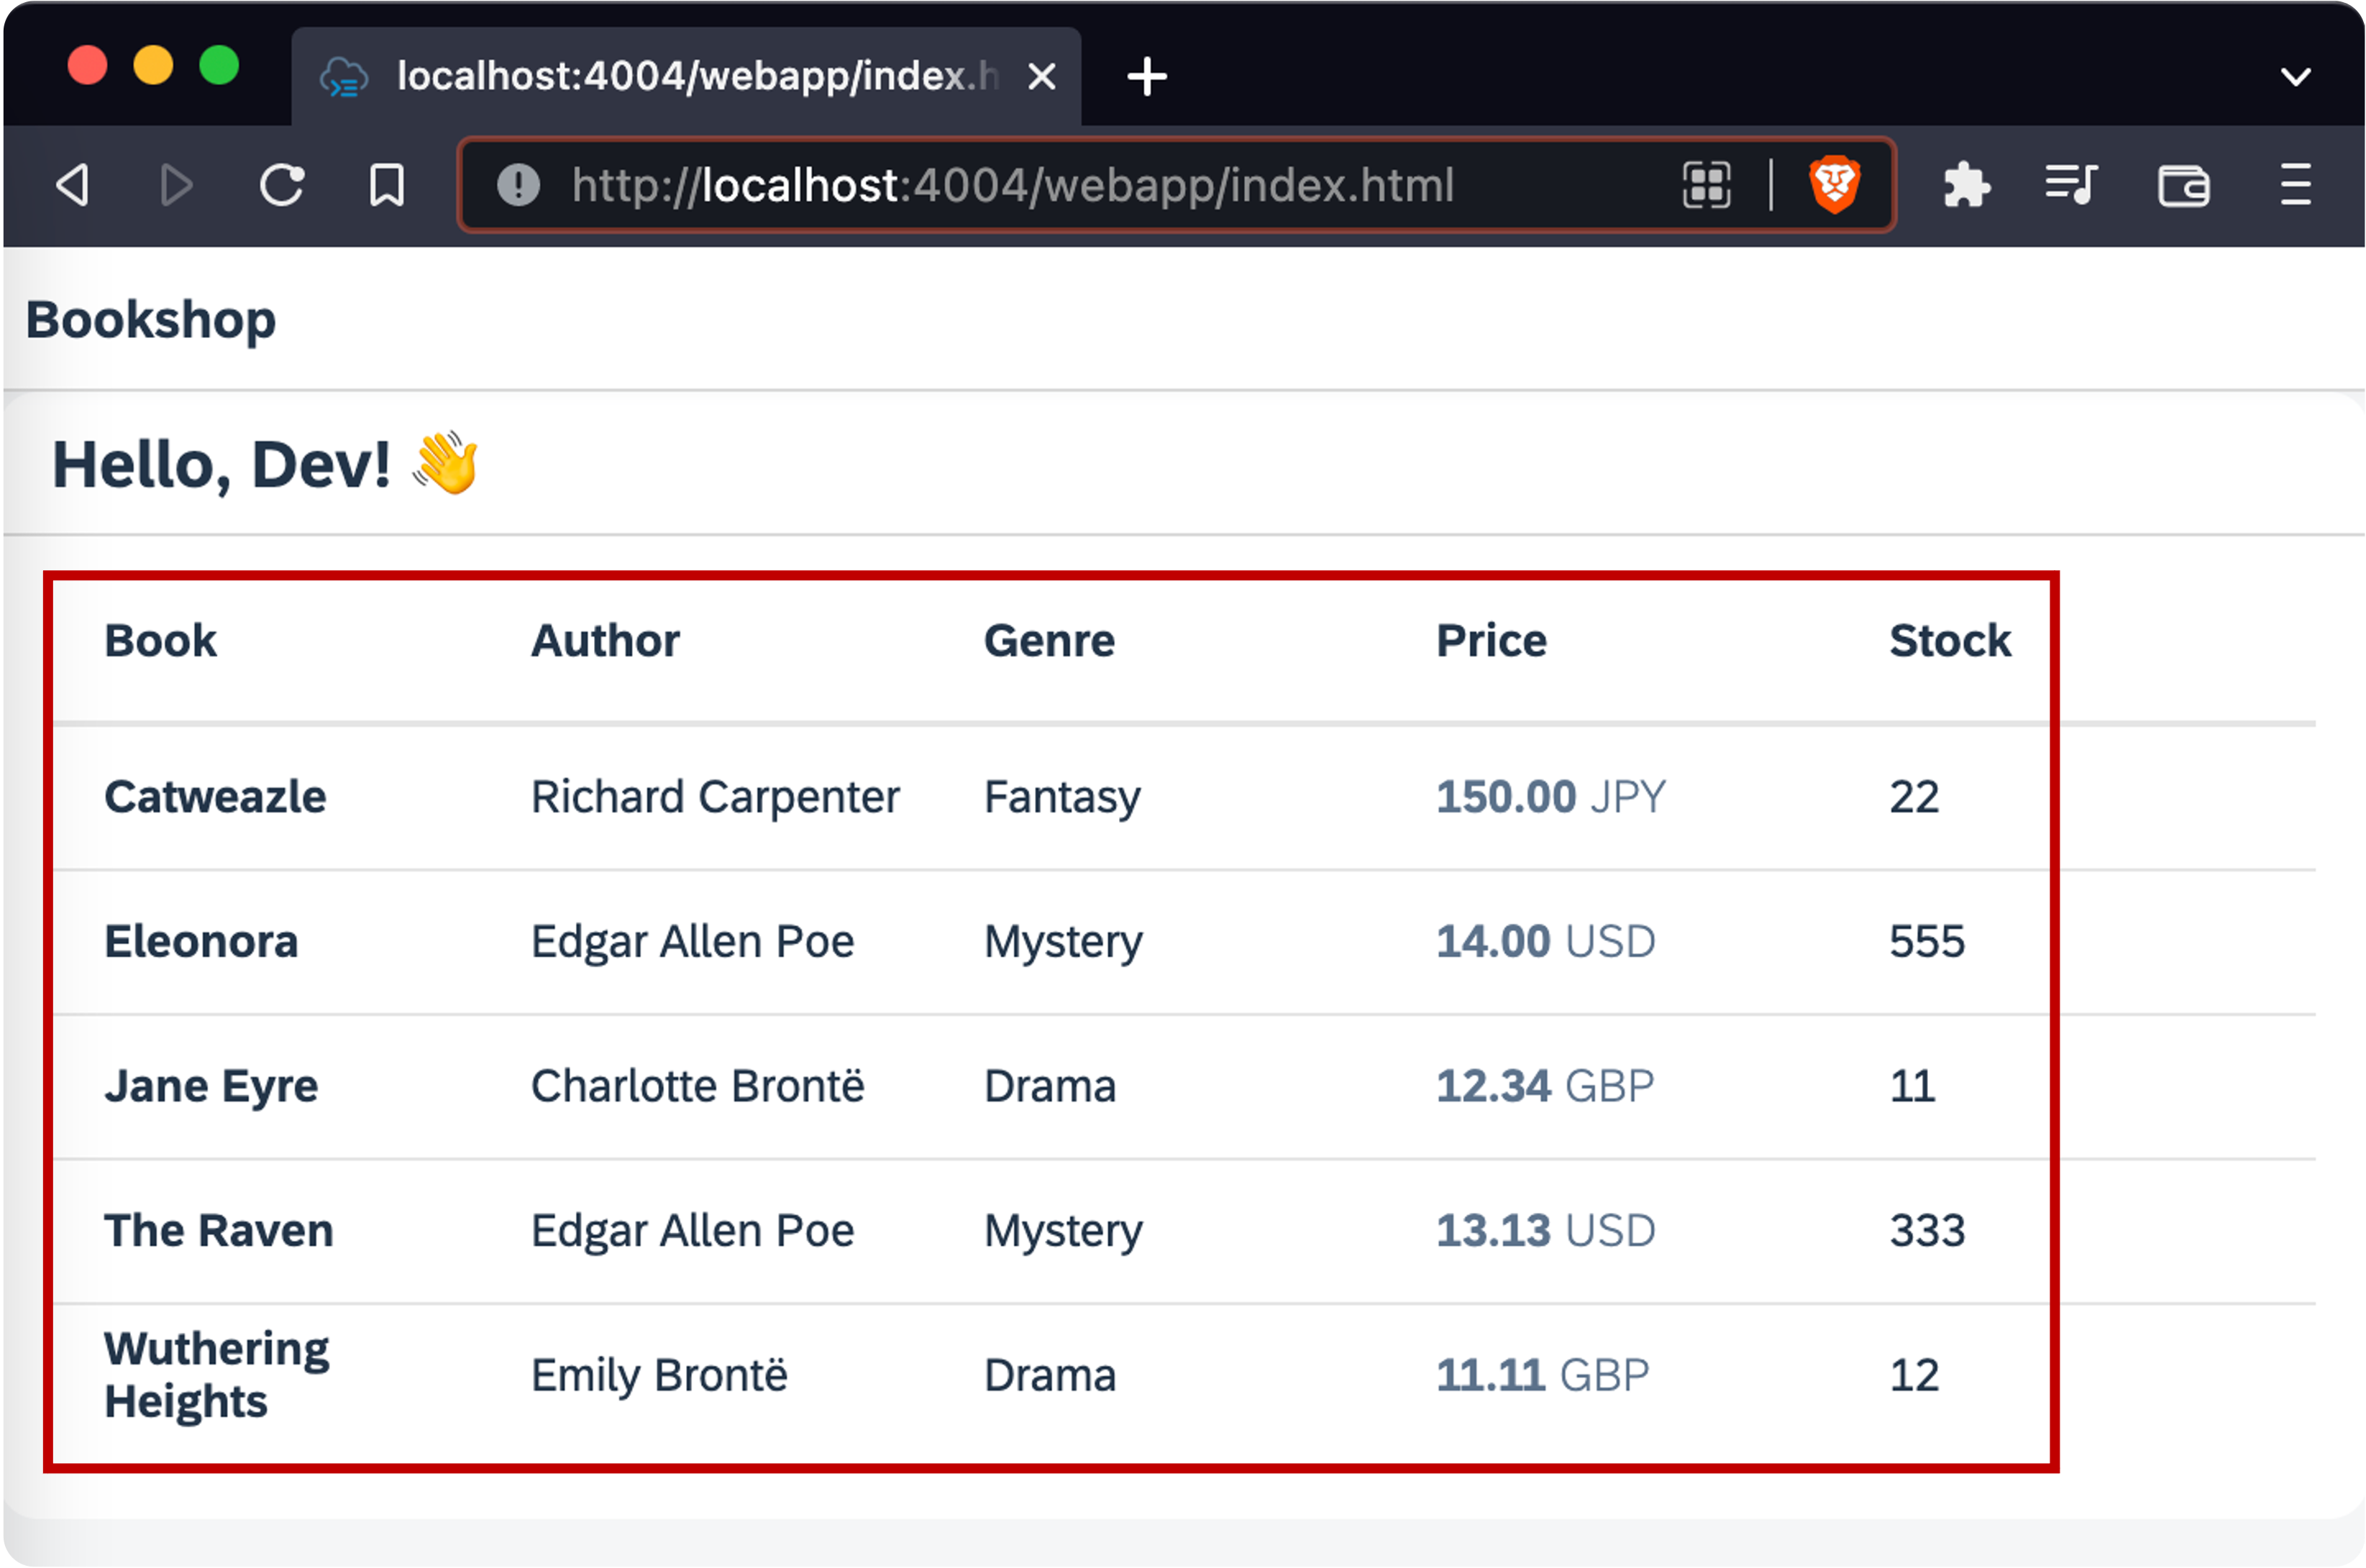 localhost:4004/webapp/index.h
http://localhost:4004/webapp/index.html
Bookshop
Hello, Dev! 👋
Book Author Genre Price Stock
Catweazle Richard Carpenter Fantasy 150.00 JPY 22
Eleonora Edgar Allen Poe Mystery 14.00 USD 555
Jane Eyre Charlotte Brontë Drama 12.34 GBP 11
The Raven Edgar Allen Poe Mystery 13.13 USD 333
Wuthering
Heights Emily Brontë Drama 11.11 GBP 12